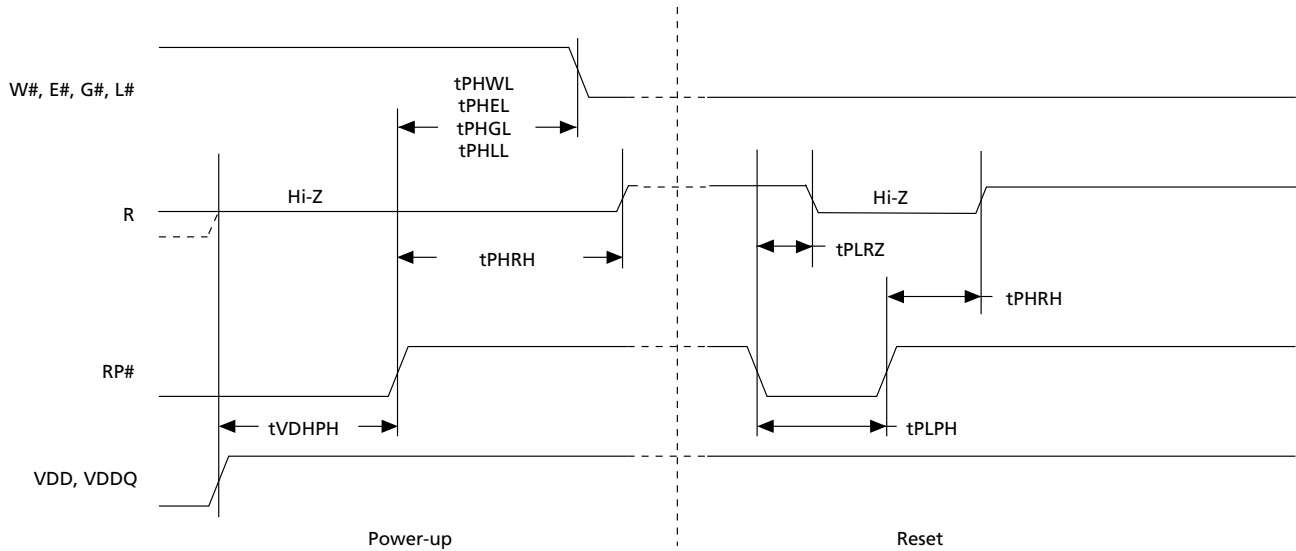 W#, E#, G#, L#
tPHWL
tPHEL
tPHGL
tPHLL
R
Hi-Z
Hi-Z
tPLRZ
tPHRH
tPHRH
RP#
tVDHPH
tPLPH
VDD, VDDQ
Power-up
Reset